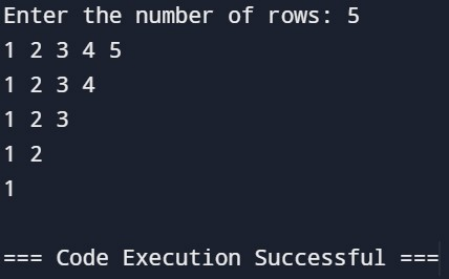 Enter the number of rows: 5
1 2 3 4 5
1 2 3 4
1 2 3
1 2
1
=== Code Execution Successful ===